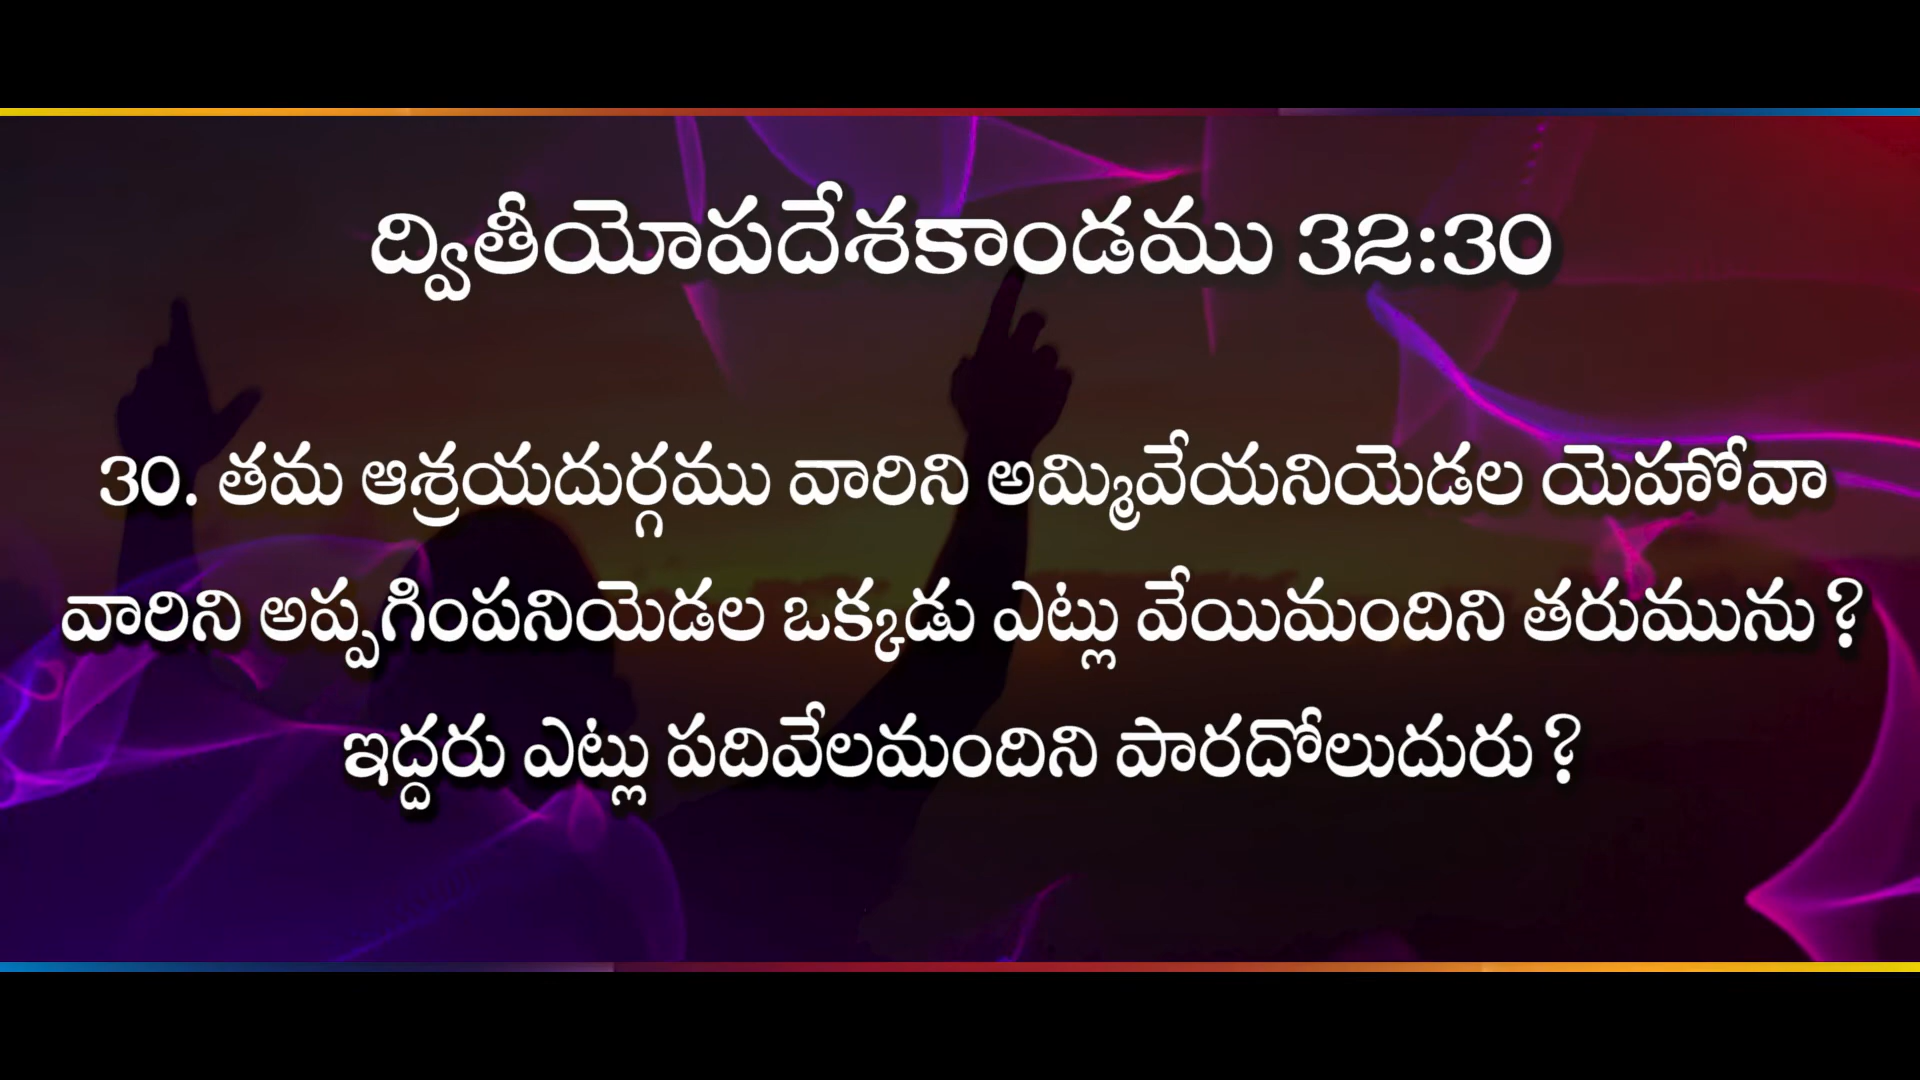 ద్వితీయోపదేశకాండము 32:30
30. తమ ఆశ్రయదుర్గము వారిని అమ్మివేయనియెడల యెహోవా
వారిని అప్పగింపనియెడల ఒక్కడు ఎట్లు వేయిమందిని తరుమును?
ఇద్దరు ఎట్లు పదివేలమందిని పారదోలుదురు?